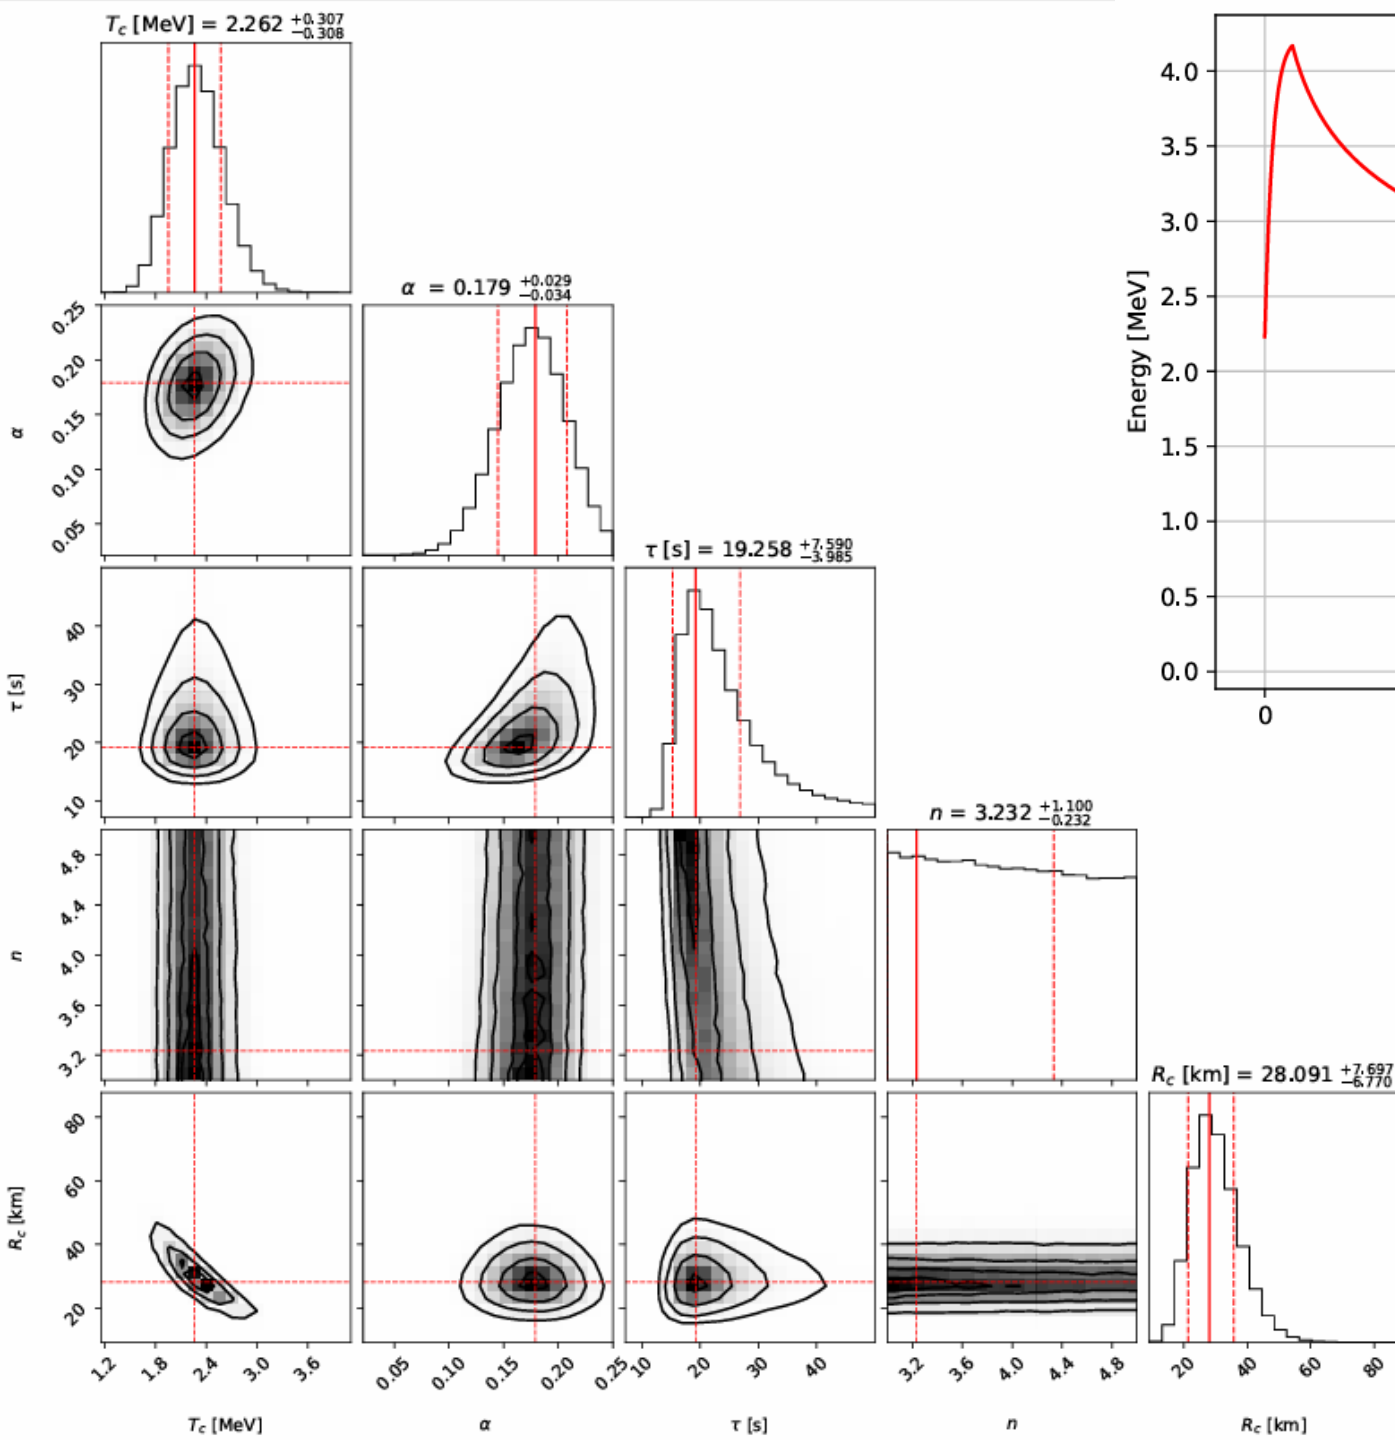 T_c [MeV] = 2.262 +0.307 −0.308
4.0
3.5
3.0
2.5
2.0
1.5
1.0
0.5
0.0
Energy [MeV]
0
α = 0.179 +0.029 −0.034
0.25
0.20
0.15
0.10
0.05
α
τ [s] = 19.258 +7.590 −3.985
40
30
20
10
τ [s]
n = 3.232 +1.100 −0.232
4.8
4.4
4.0
3.6
3.2
n
R_c [km] = 28.091 +7.697 −6.770
80
60
40
20
R_c [km]
1.2 1.8 2.4 3.0 3.6 0.05 0.10 0.15 0.20 0.25 10 20 30 40 3.2 3.6 4.0 4.4 4.8 20 40 60 80
T_c [MeV] α τ [s] n R_c [km]